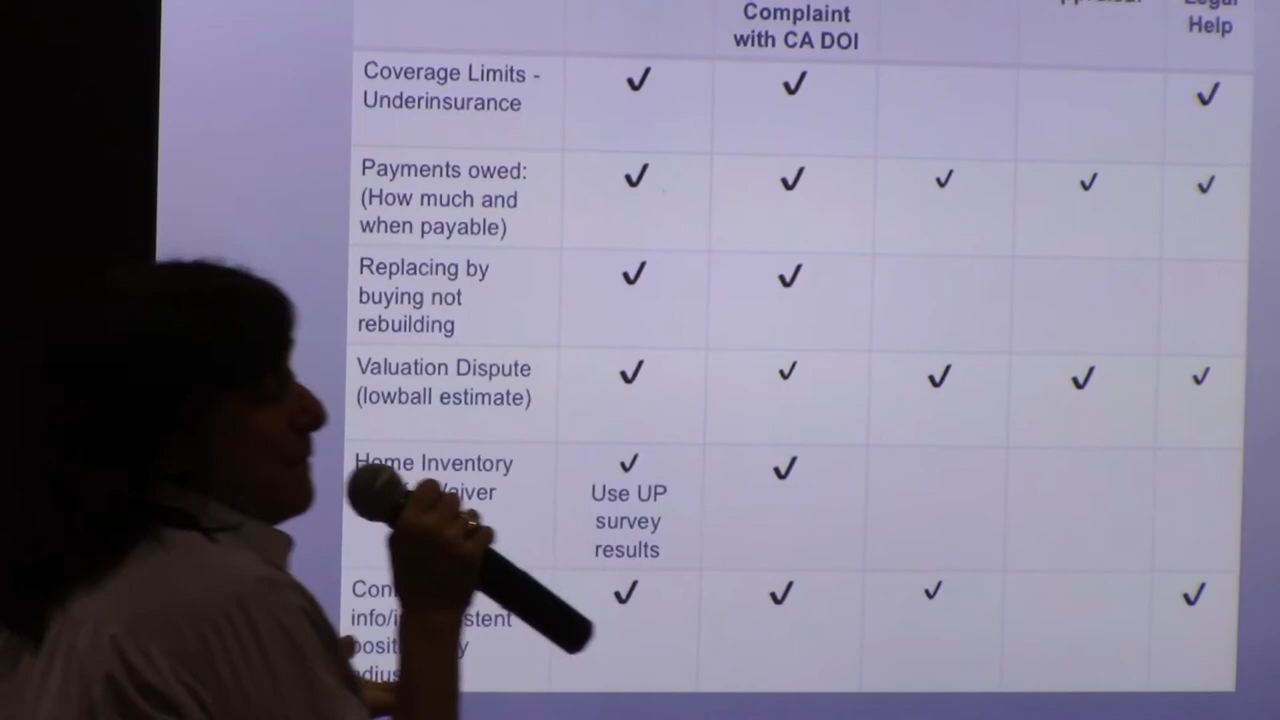 Complaint
with CA DOI
Help
Coverage Limits -
Underinsurance
Payments owed:
(How much and
when payable)
Replacing by
buying not
rebuilding
Valuation Dispute
(lowball estimate)
Home Inventory
Use UP
survey
results